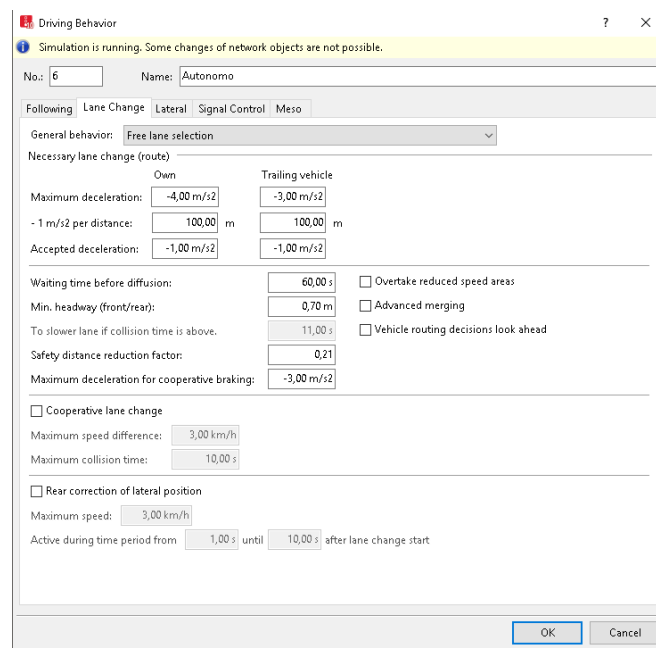 Driving Behavior ? ×
Simulation is running. Some changes of network objects are not possible.
No.: 6 Name: Autonomo
Following Lane Change Lateral Signal Control Meso
General behavior: Free lane selection
Necessary lane change (route)
Own Trailing vehicle
Maximum deceleration: -4,00 m/s2 -3,00 m/s2
- 1 m/s2 per distance: 100,00 m 100,00 m
Accepted deceleration: -1,00 m/s2 -1,00 m/s2
Waiting time before diffusion: 60,00 s Overtake reduced speed areas
Min. headway (front/rear): 0,70 m Advanced merging
To slower lane if collision time is above. 11,00 s Vehicle routing decisions look ahead
Safety distance reduction factor: 0,21
Maximum deceleration for cooperative braking: -3,00 m/s2
Cooperative lane change
Maximum speed difference: 3,00 km/h
Maximum collision time: 10,00 s
Rear correction of lateral position
Maximum speed: 3,00 km/h
Active during time period from 1,00 s until 10,00 s after lane change start
OK Cancel